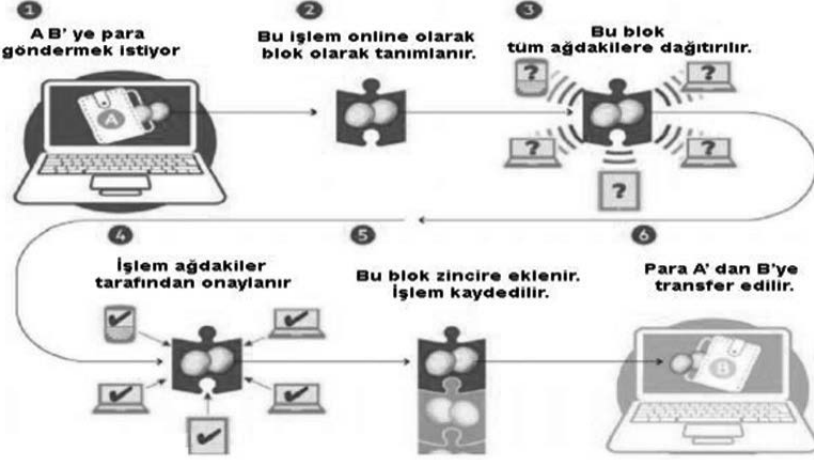 1
A B' ye para
göndermek istiyor
2
Bu işlem online olarak
blok olarak tanımlanır.
3
Bu blok
tüm ağdakilere dağıtırılır.
A
?
?
?
?
?
4
İşlem ağdakiler
tarafından onaylanır
5
Bu blok zincire eklenir.
İşlem kaydedilir.
6
Para A' dan B'ye
transfer edilir.
B